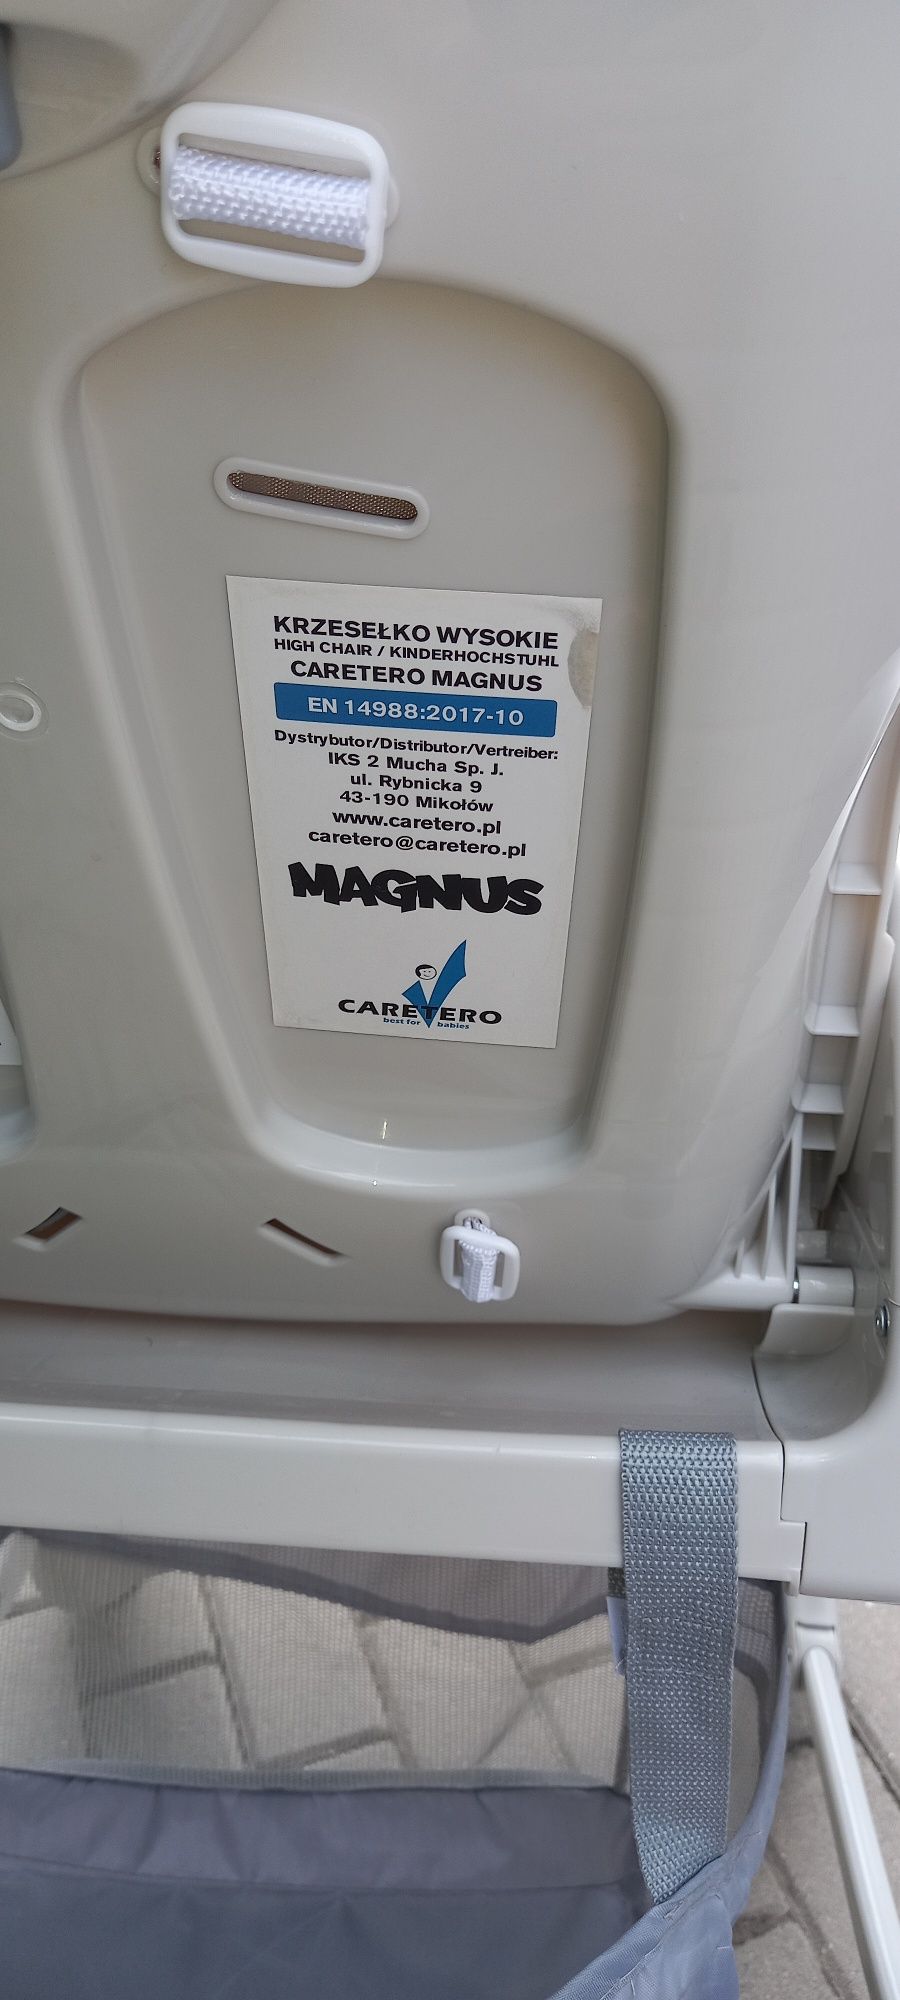 KRZESEŁKO WYSOKIE
HIGH CHAIR / KINDERHOCHSTUHL
CARETERO MAGNUS
EN 14988:2017-10
Dystrybutor/Distributor/Vertreiber:
IKS 2 Mucha Sp. J.
ul. Rybnicka 9
43-190 Mikołów
www.caretero.pl
caretero@caretero.pl
MAGNUS
CARETERO
best for babies